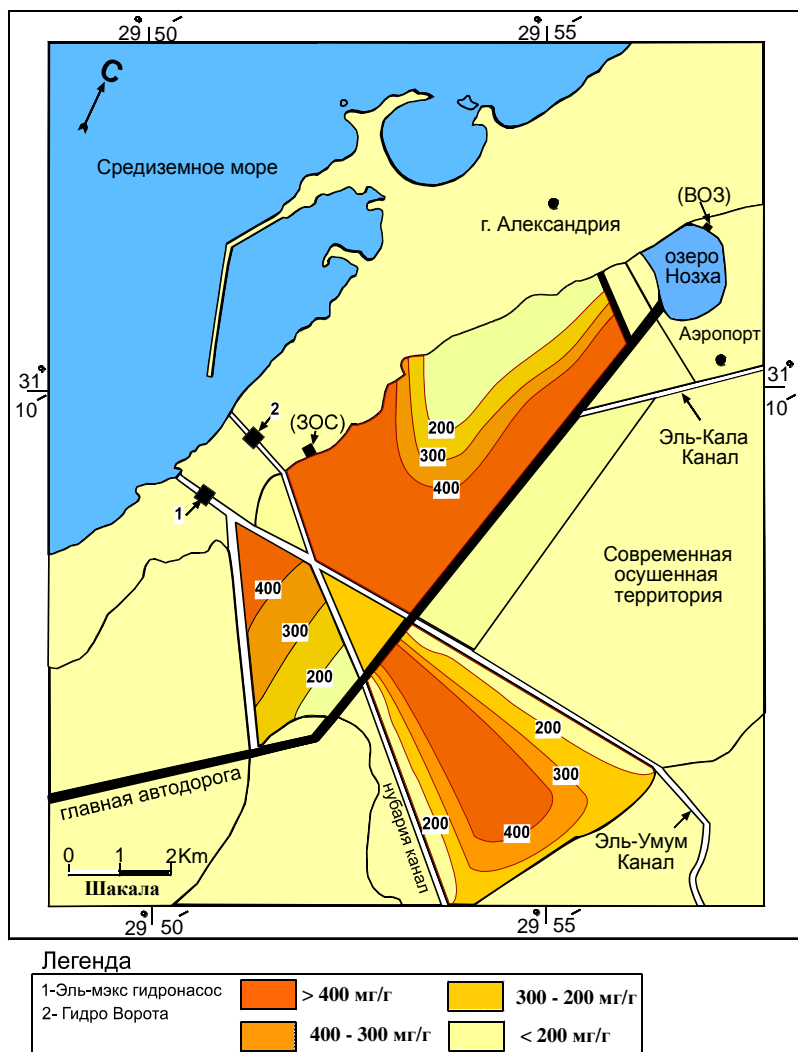 29 50
29 55
С
Средиземное море
(ВОЗ)
г. Александрия
озеро
Нозха
Аэропорт
31
10
31
10
2
(ЗОС)
200
300
400
Эль-Кала
Канал
1
Современная
осушенная
территория
400
300
200
200
300
400
200
главная автодорога
нубария канал
Эль-Умум
Канал
0 1 2Km
Шакала
29 50
29 55
Легенда
1-Эль-мэкс гидронасос
2- Гидро Ворота
> 400 мг/г
300 - 200 мг/г
400 - 300 мг/г
< 200 мг/г